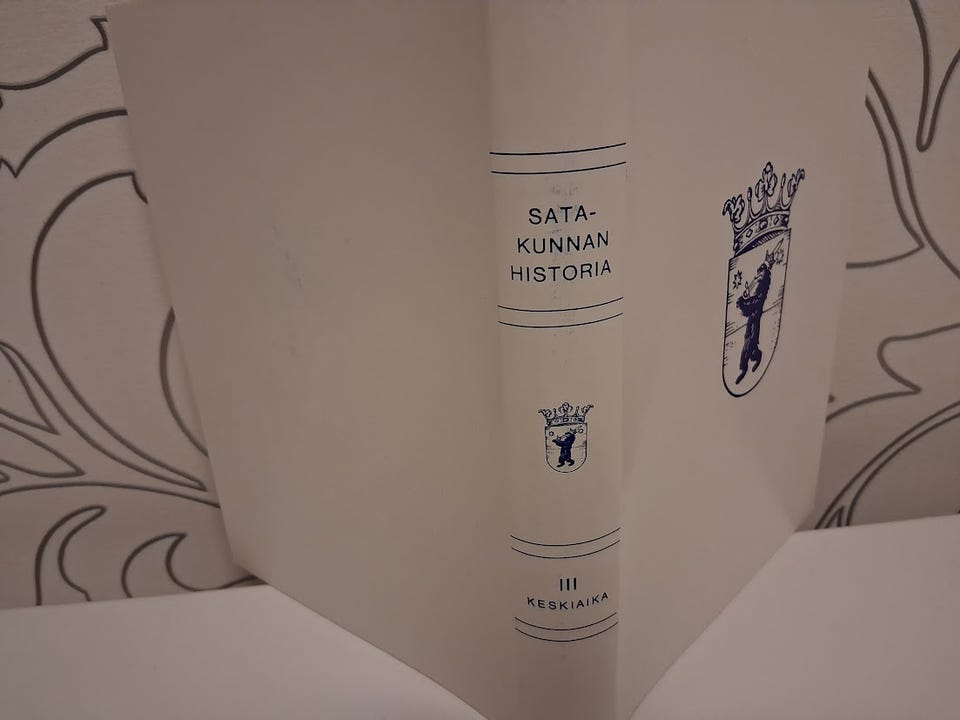 SATA-
KUNNAN
HISTORIA
III
KESKIAIKA